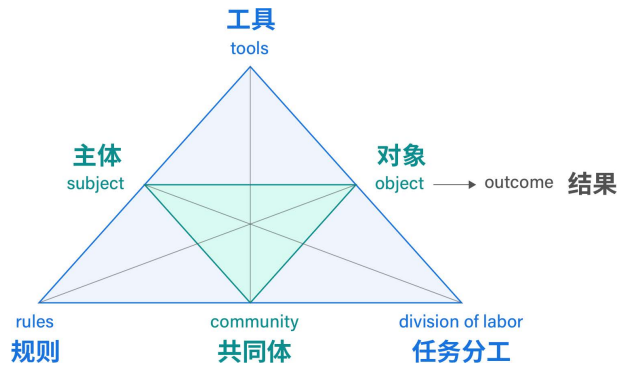 工具
tools
主体
subject
对象
object
outcome 结果
rules
规则
community
共同体
division of labor
任务分工